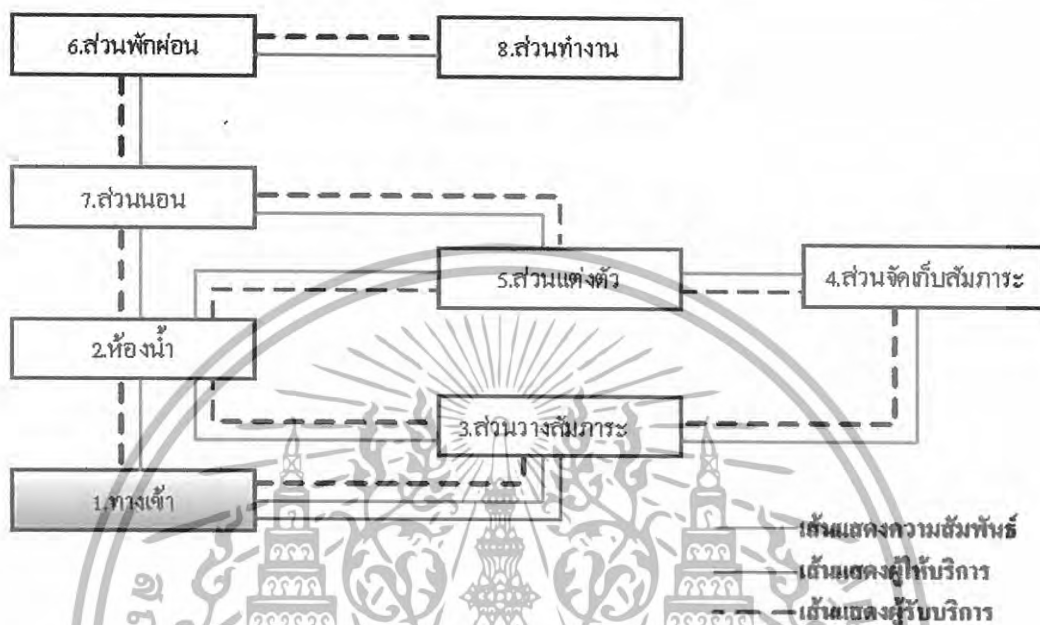 6.ส่วนพักผ่อน
8.ส่วนทำงาน
7.ส่วนนอน
5.ส่วนแต่งตัว
4.ส่วนจัดเก็บสัมภาระ
2.ห้องน้ำ
3.ส่วนวางสัมภาระ
1.ทางเข้า
เส้นแสดงความสัมพันธ์
เส้นแสดงผู้ให้บริการ
เส้นแสดงผู้รับบริการ